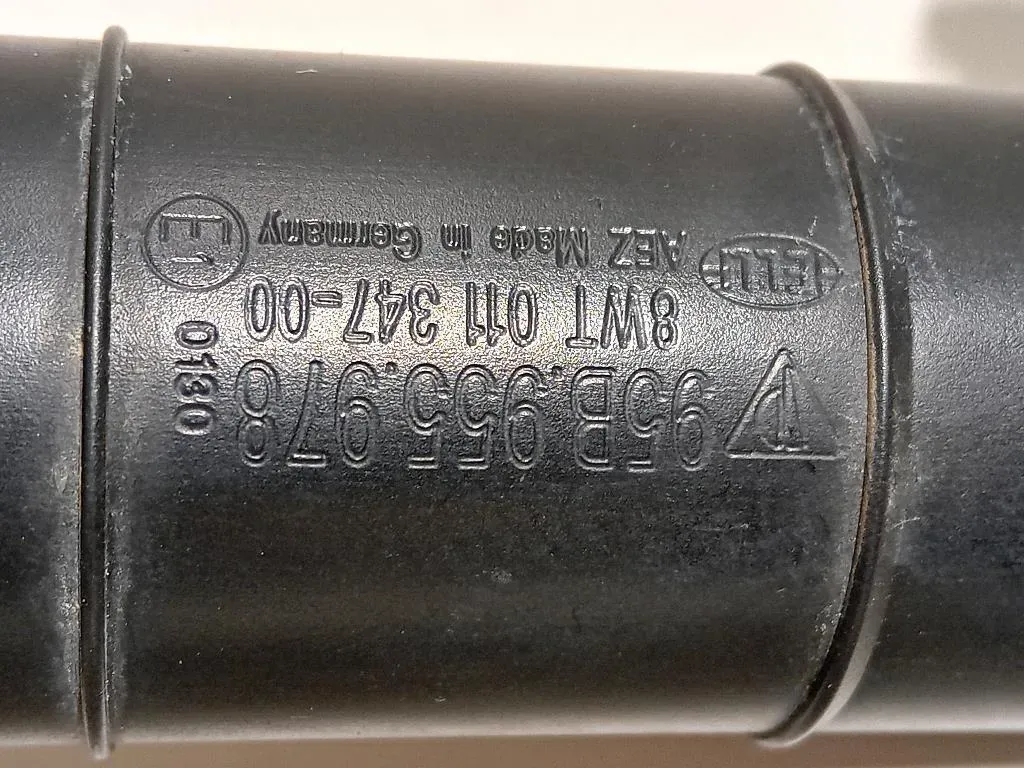 95B.955.978
8WT 011 347-00
HELLA AEZ Made in Germany
E1
0130